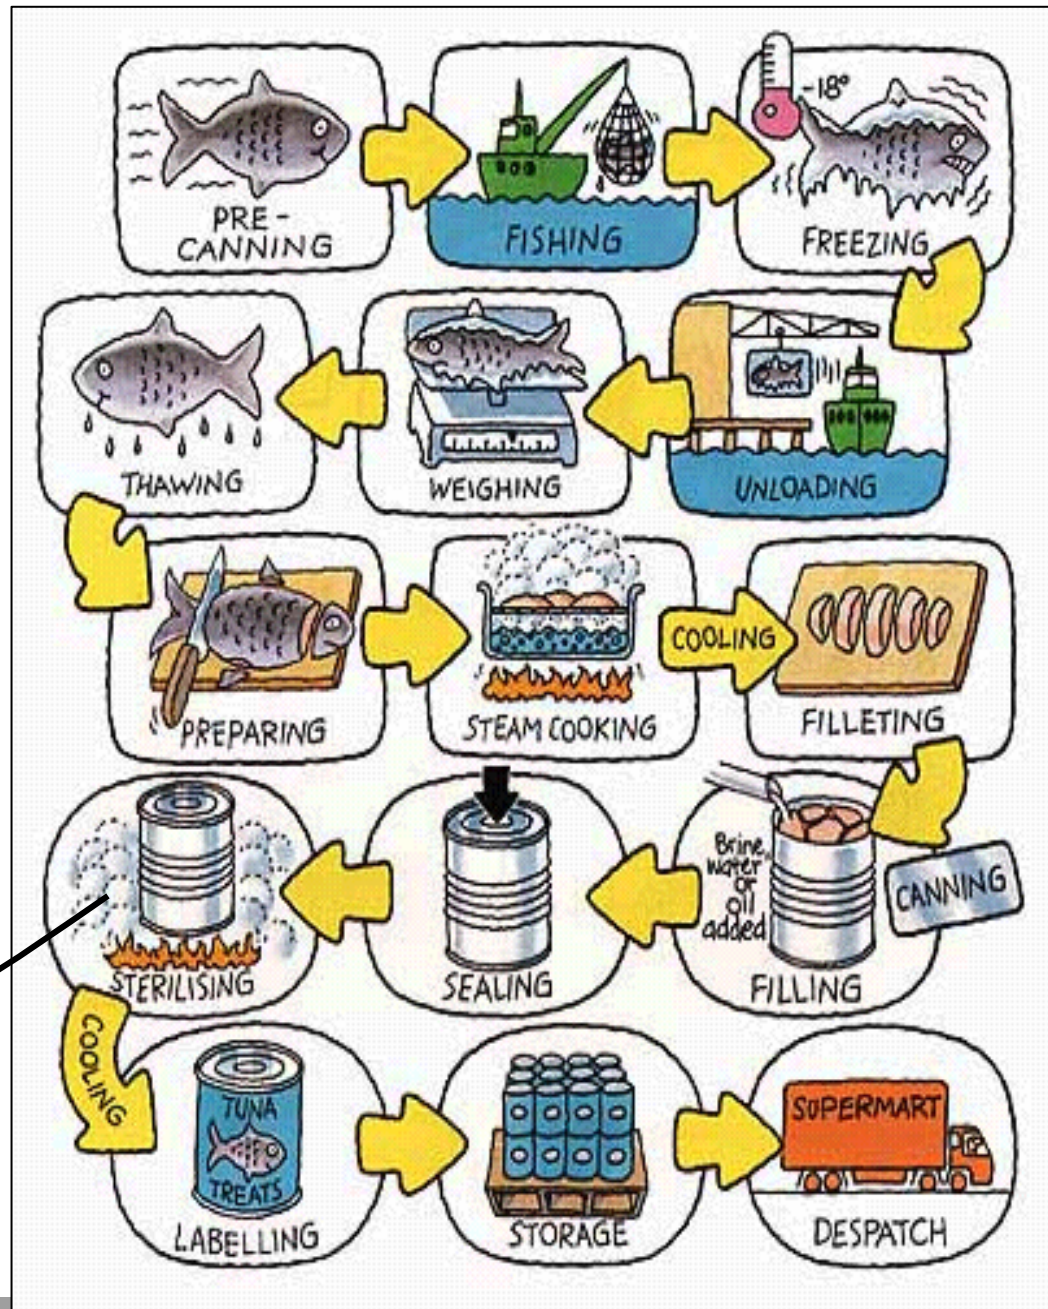 PRE-
CANNING
FISHING
-18°
FREEZING
THAWING
WEIGHING
UNLOADING
PREPARING
STEAM COOKING
COOLING
FILLETING
STERILISING
SEALING
Brine,
water
or
oil
added
FILLING
CANNING
COOLING
TUNA
TREATS
LABELLING
STORAGE
SUPERMART
DESPATCH